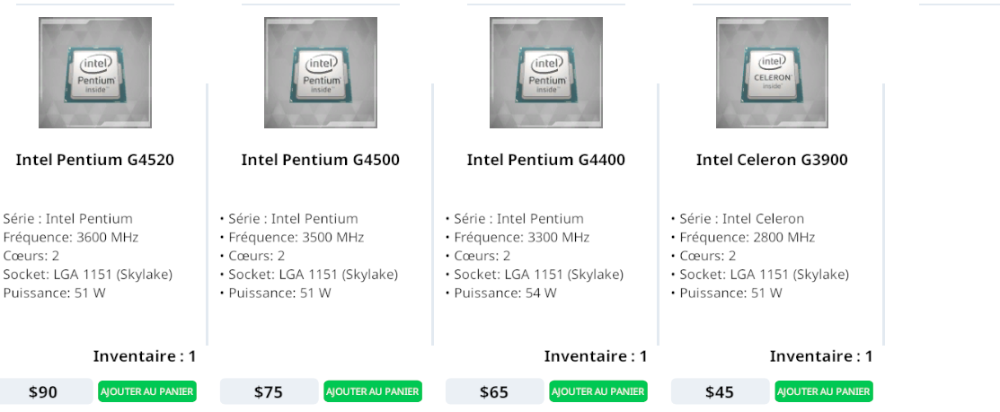 intel
Pentium
inside™
Intel Pentium G4520
Série : Intel Pentium
Fréquence: 3600 MHz
Cœurs: 2
Socket: LGA 1151 (Skylake)
Puissance: 51 W
Inventaire : 1
$90
AJOUTER AU PANIER
intel
Pentium
inside™
Intel Pentium G4500
• Série : Intel Pentium
• Fréquence: 3500 MHz
• Cœurs: 2
• Socket: LGA 1151 (Skylake)
• Puissance: 51 W
$75
AJOUTER AU PANIER
intel
Pentium
inside™
Intel Pentium G4400
• Série : Intel Pentium
• Fréquence: 3300 MHz
• Cœurs: 2
• Socket: LGA 1151 (Skylake)
• Puissance: 54 W
Inventaire : 1
$65
AJOUTER AU PANIER
intel
CELERON
inside™
Intel Celeron G3900
• Série : Intel Celeron
• Fréquence: 2800 MHz
• Cœurs: 2
• Socket: LGA 1151 (Skylake)
• Puissance: 51 W
Inventaire : 1
$45
AJOUTER AU PANIER